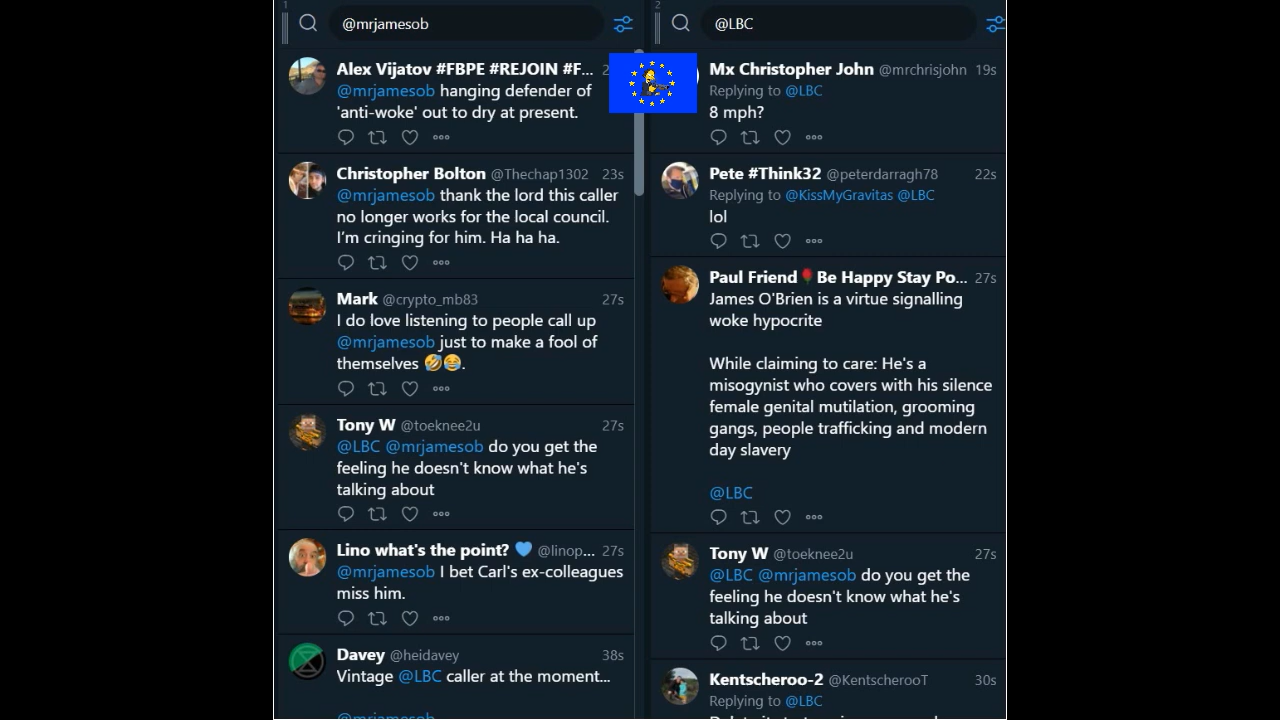 1
@mrjamesob
Alex Vijatov #FBPE #REJOIN #F...
@mrjamesob hanging defender of
'anti-woke' out to dry at present.
Christopher Bolton @Thechap1302 23s
@mrjamesob thank the lord this caller
no longer works for the local council.
I'm cringing for him. Ha ha ha.
Mark @crypto_mb83 27s
I do love listening to people call up
@mrjamesob just to make a fool of
themselves 🤣😂.
Tony W @toeknee2u 27s
@LBC @mrjamesob do you get the
feeling he doesn't know what he's
talking about
Lino what's the point? 💙 @linop... 27s
@mrjamesob I bet Carl's ex-colleagues
miss him.
Davey @heidavey 38s
Vintage @LBC caller at the moment...
@mrjamesob
2
@LBC
Mx Christopher John @mrchrisjohn 19s
Replying to @LBC
8 mph?
Pete #Think32 @peterdarragh78 22s
Replying to @KissMyGravitas @LBC
lol
Paul Friend🌹Be Happy Stay Po... 27s
James O'Brien is a virtue signalling
woke hypocrite
While claiming to care: He's a
misogynist who covers with his silence
female genital mutilation, grooming
gangs, people trafficking and modern
day slavery
@LBC
Tony W @toeknee2u 27s
@LBC @mrjamesob do you get the
feeling he doesn't know what he's
talking about
Kentscheroo-2 @KentscherooT 30s
Replying to @LBC